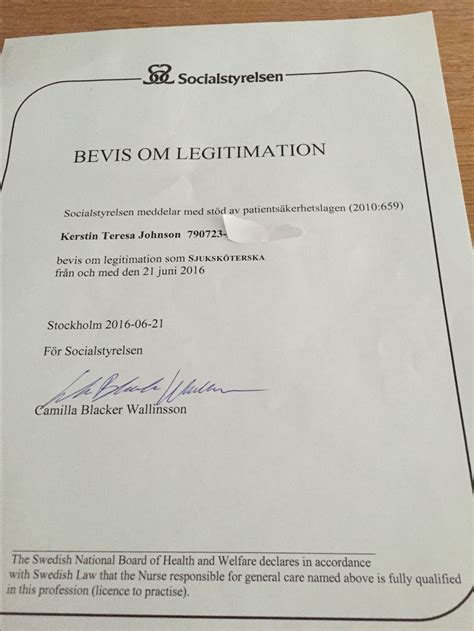 Socialstyrelsen
BEVIS OM LEGITIMATION
Socialstyrelsen meddelar med stöd av patientsäkerhetslagen (2010:659)
Kerstin Teresa Johnson 790723-
bevis om legitimation som SJUKSKÖTERSKA
från och med den 21 juni 2016
Stockholm 2016-06-21
För Socialstyrelsen
Camilla Blacker Wallinsson
The Swedish National Board of Health and Welfare declares in accordance
with Swedish Law that the Nurse responsible for general care named above is fully qualified
in this profession (licence to practise).